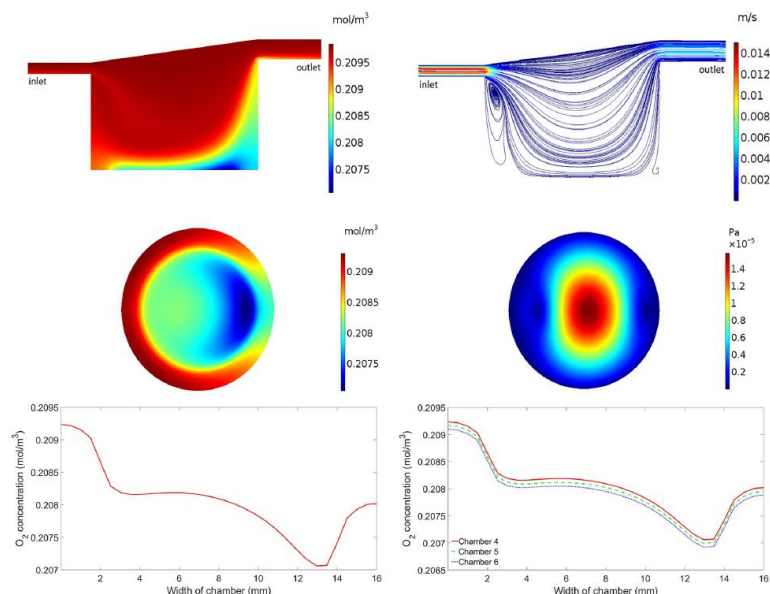 mol/m³
0.2095
0.209
0.2085
0.208
0.2075
inlet
outlet
m/s
0.014
0.012
0.010
0.008
0.006
0.004
0.002
inlet
outlet
mol/m³
0.209
0.2085
0.208
0.2075
Pa
×10⁻⁵
1.4
1.2
1
0.8
0.6
0.4
0.2
0.2095
0.209
0.2085
0.208
0.2075
0.207
O₂ concentration (mol/m³)
0 2 4 6 8 10 12 14 16
Width of chamber (mm)
0.2095
0.209
0.2085
0.208
0.2075
0.207
0.2065
O₂ concentration (mol/m³)
Chamber 4
Chamber 5
Chamber 6
2 4 6 8 10 12 14 16
Width of chamber (mm)